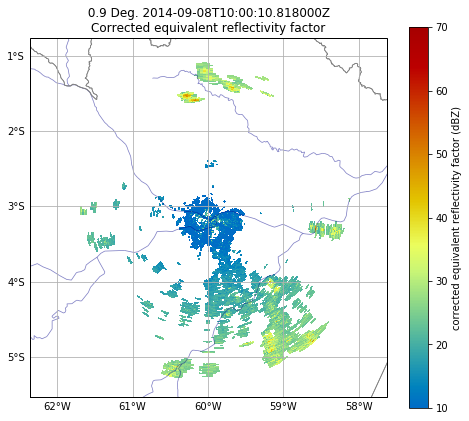 0.9 Deg. 2014-09-08T10:00:10.818000Z
Corrected equivalent reflectivity factor
1°S
2°S
3°S
4°S
5°S
62°W
61°W
60°W
59°W
58°W
70
60
50
40
30
20
10
corrected equivalent reflectivity factor (dBZ)